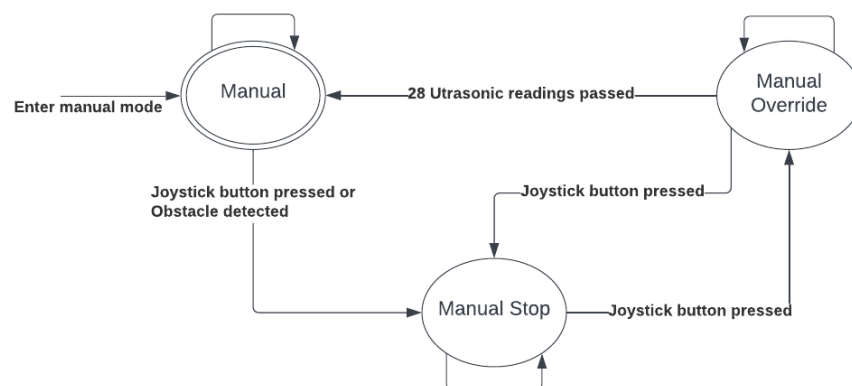 Manual
Enter manual mode
28 Utrasonic readings passed
Manual
Override
Joystick button pressed or
Obstacle detected
Joystick button pressed
Manual Stop
Joystick button pressed